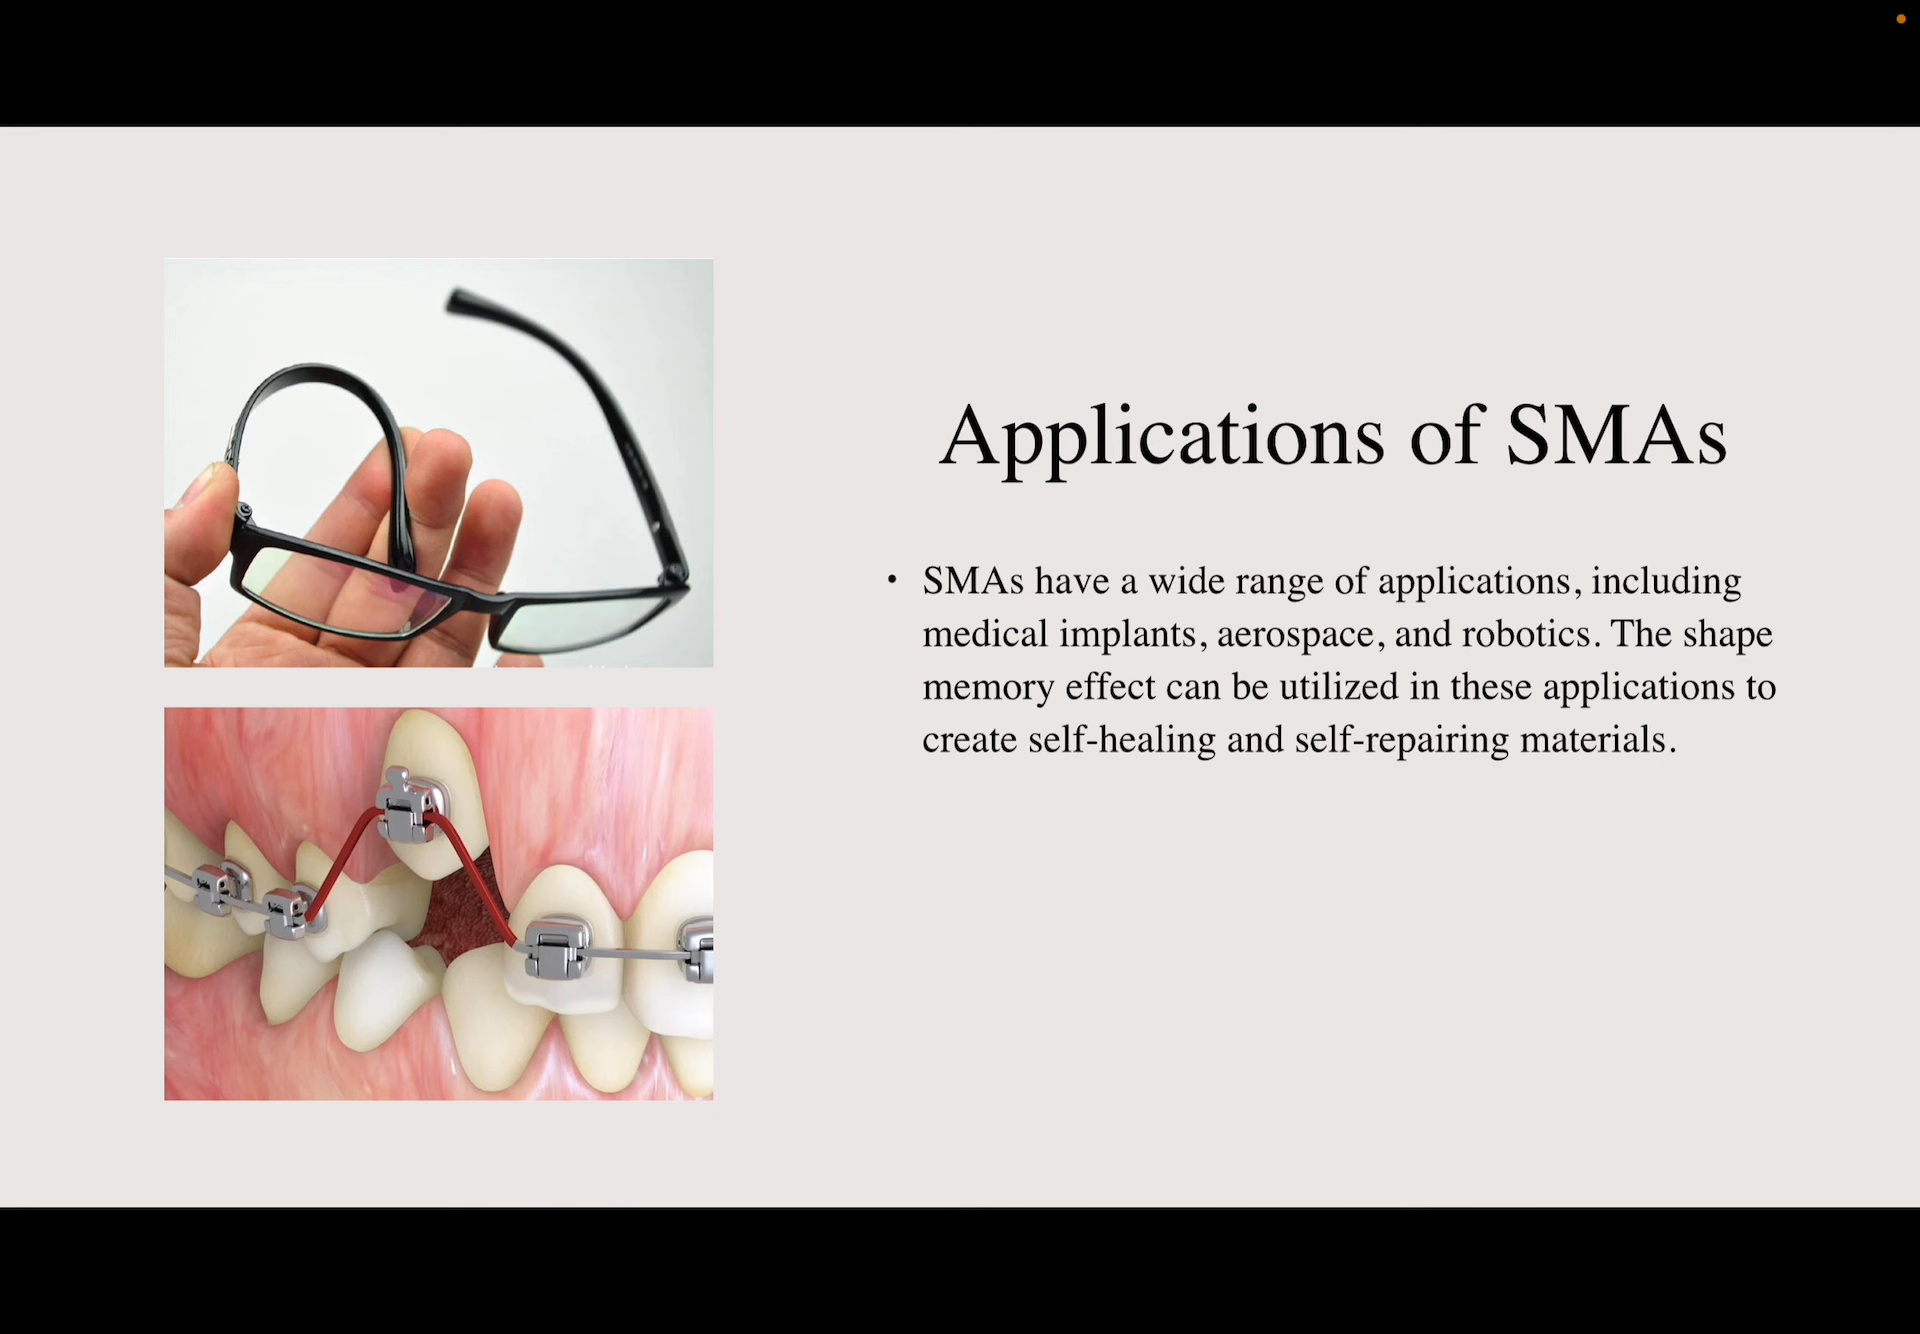 Applications of SMAs
• SMAs have a wide range of applications, including
medical implants, aerospace, and robotics. The shape
memory effect can be utilized in these applications to
create self-healing and self-repairing materials.